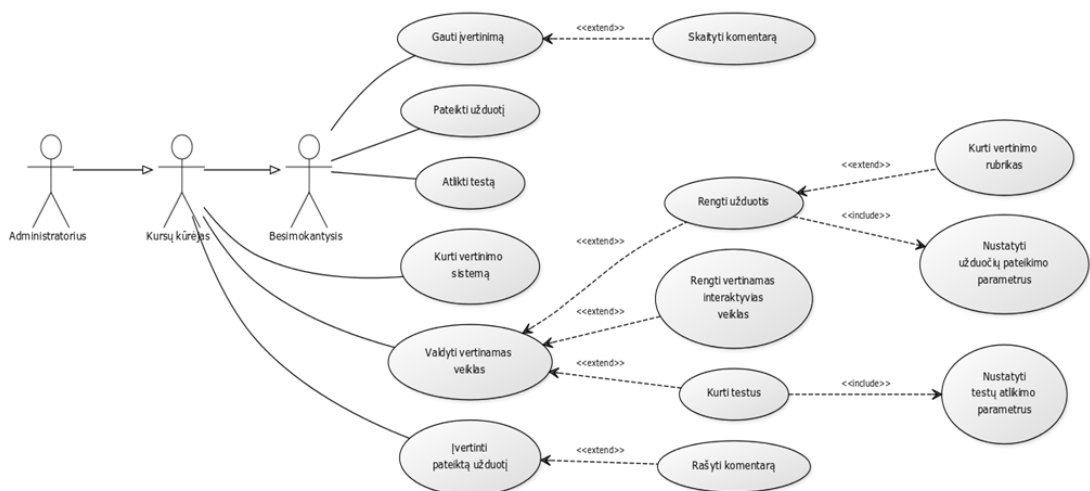 Gauti įvertinimą
<<extend>>
Skaityti komentarą
Pateikti užduotį
Atlikti testą
Administratorius
Kursų kūrėjas
Besimokantysis
Kurti vertinimo
sistemą
Valdyti vertinamas
veiklas
Įvertinti
pateiktą užduotį
<<extend>>
Rengti užduotis
<<extend>>
Kurti vertinimo
rubrikas
<<include>>
Nustatyti
užduočių pateikimo
parametrus
<<extend>>
Rengti vertinamas
interaktyvias
veiklas
<<extend>>
Kurti testus
<<include>>
Nustatyti
testų atlikimo
parametrus
<<extend>>
Rašyti komentarą